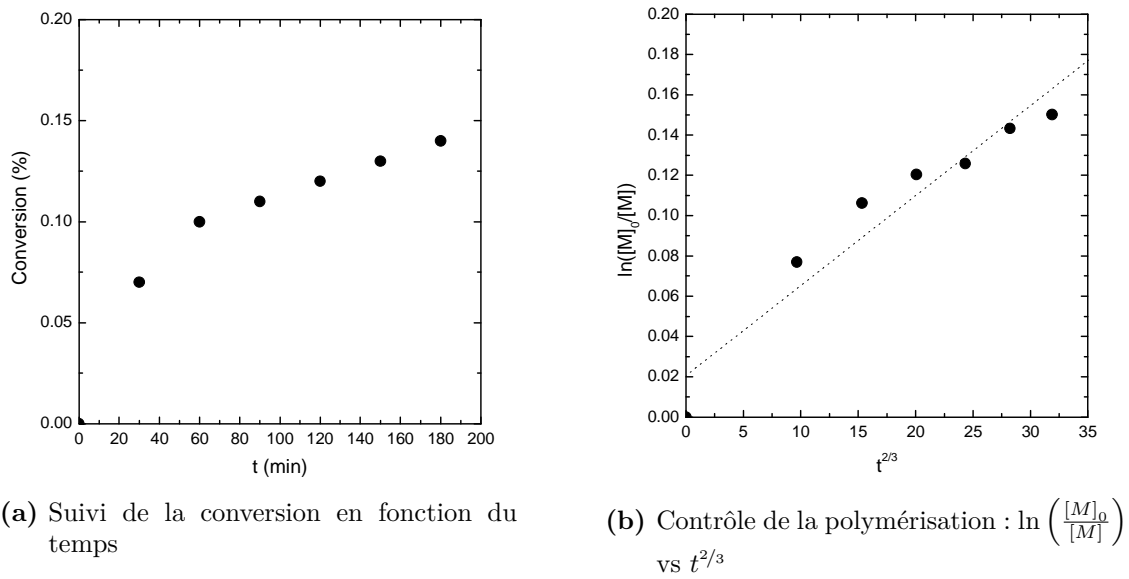 0.20
0.15
0.10
0.05
0.00
Conversion (%)
0 20 40 60 80 100 120 140 160 180 200
t (min)
(a) Suivi de la conversion en fonction du
temps
0.20
0.18
0.16
0.14
0.12
0.10
0.08
0.06
0.04
0.02
0.00
ln([M]₀/[M])
0 5 10 15 20 25 30 35
t^{2/3}
(b) Contrôle de la polymérisation : ln([M]₀/[M])
vs t^{2/3}